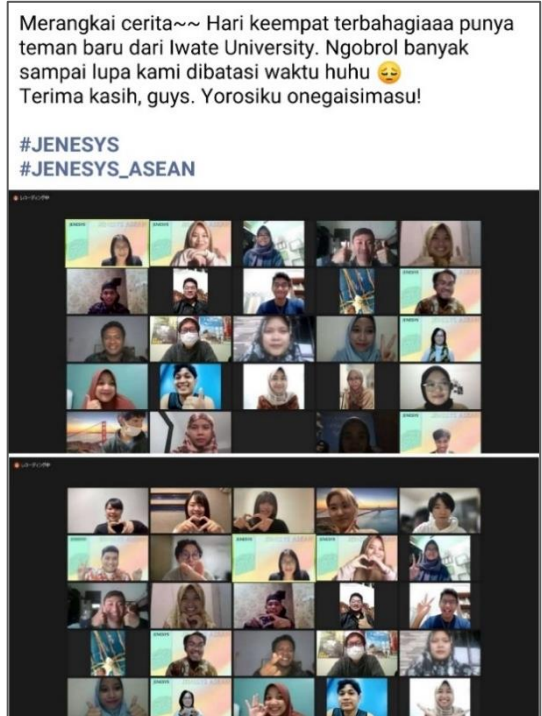 Merangkai cerita~~ Hari keempat terbahagiaaa punya
teman baru dari Iwate University. Ngobrol banyak
sampai lupa kami dibatasi waktu huhu 😔
Terima kasih, guys. Yorosiku onegaisimasu!
#JENESYS
#JENESYS_ASEAN